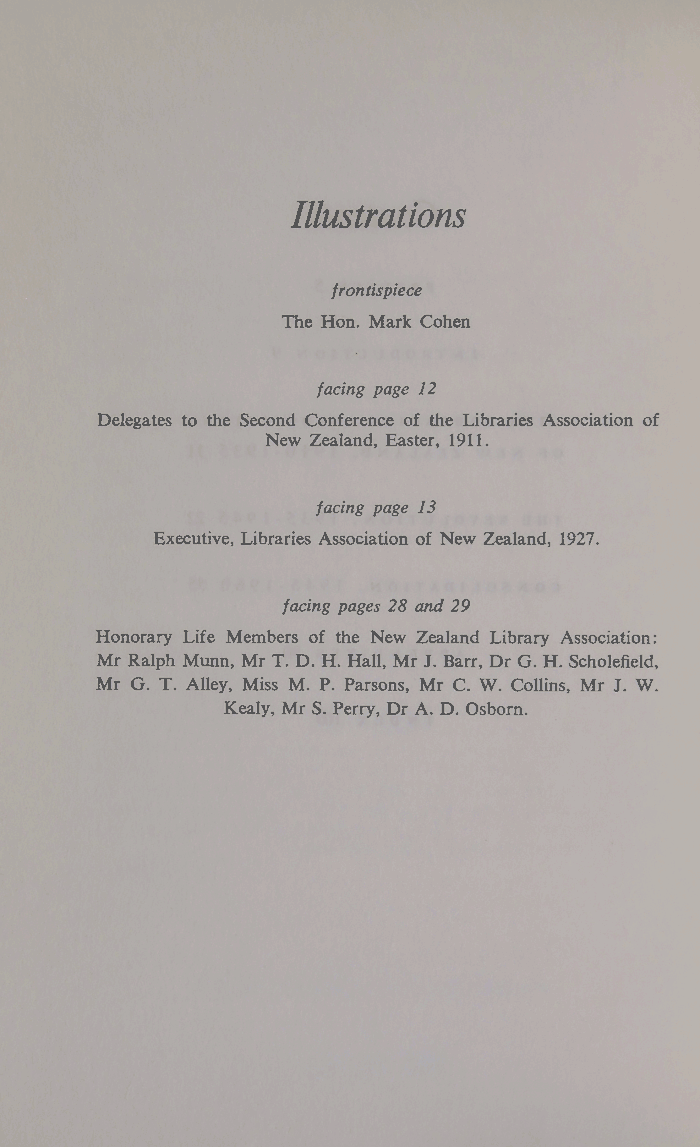 Illustrations
frontispiece
The Hon. Mark Cohen
facing page 12
Delegates to the Second Conference of the Libraries Association of
New Zealand, Easter, 1911.
facing page 13
Executive, Libraries Association of New Zealand, 1927.
facing pages 28 and 29
Honorary Life Members of the New Zealand Library Association:
Mr Ralph Munn, Mr T. D. H. Hall, Mr J. Barr, Dr G. H. Scholefield,
Mr G. T. Alley, Miss M. P. Parsons, Mr C. W. Collins, Mr J. W.
Kealy, Mr S. Perry, Dr A. D. Osborn.